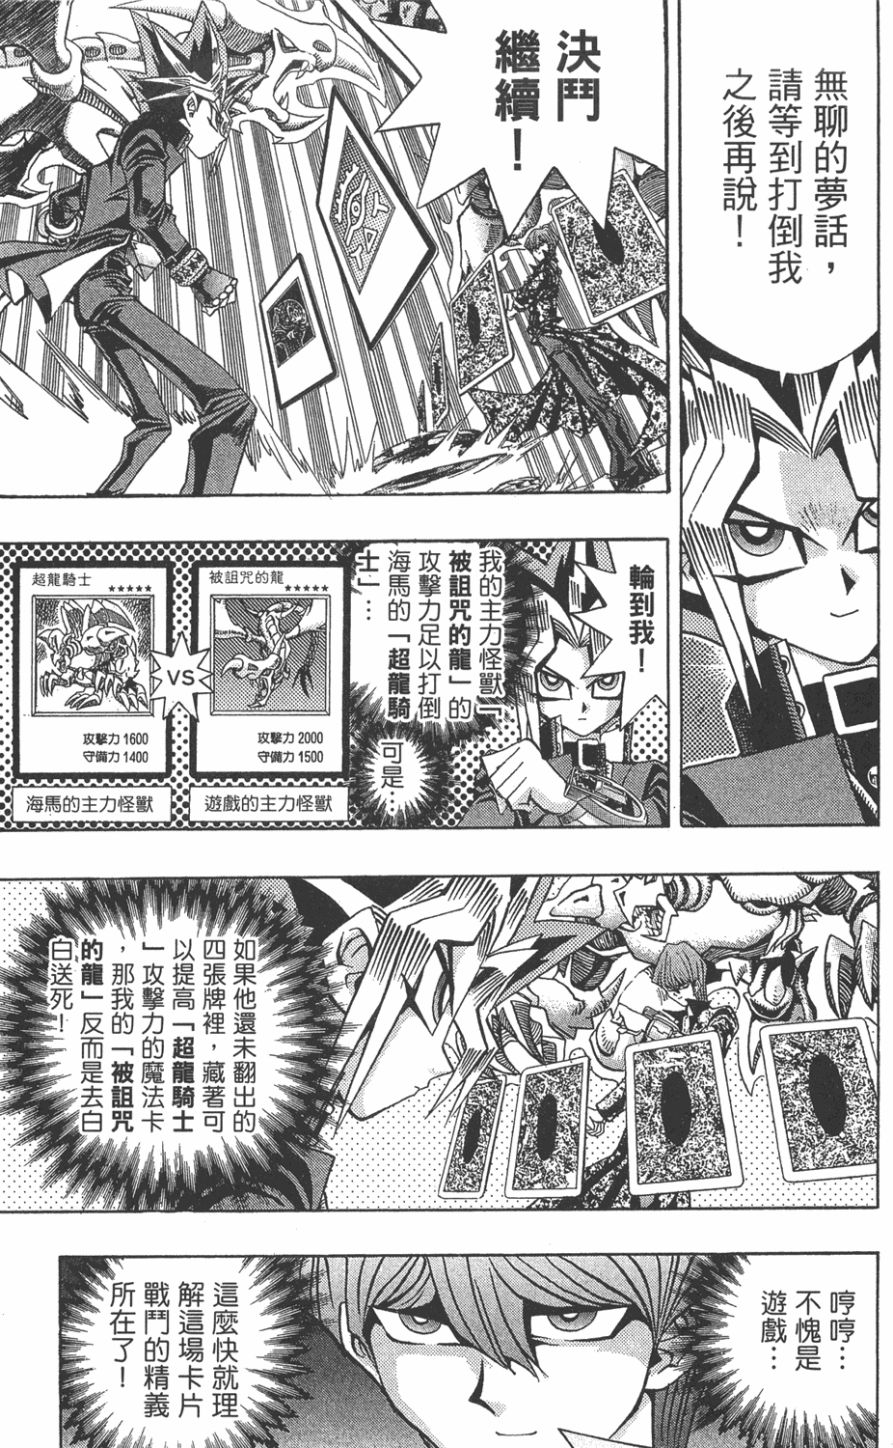 無聊的夢話，
請等到打倒我
之後再說！
決鬥
繼續！
輪到我！
我的主力怪獸「
被詛咒的龍」的
攻擊力足以打倒
海馬的「超龍騎
士」…
可是…
被詛咒的龍
★★★★★
攻擊力 2000
守備力 1500
遊戲的主力怪獸
VS
超龍騎士
★★★★★
攻擊力 1600
守備力 1400
海馬的主力怪獸
如果他還未翻出的
四張牌裡，藏著可
以提高「超龍騎士
」攻擊力的魔法卡
，那我的「被詛咒
的龍」反而是去白
白送死！
哼哼…
不愧是
遊戲…
這麼快就理
解這場卡片
戰鬥的精義
所在了！